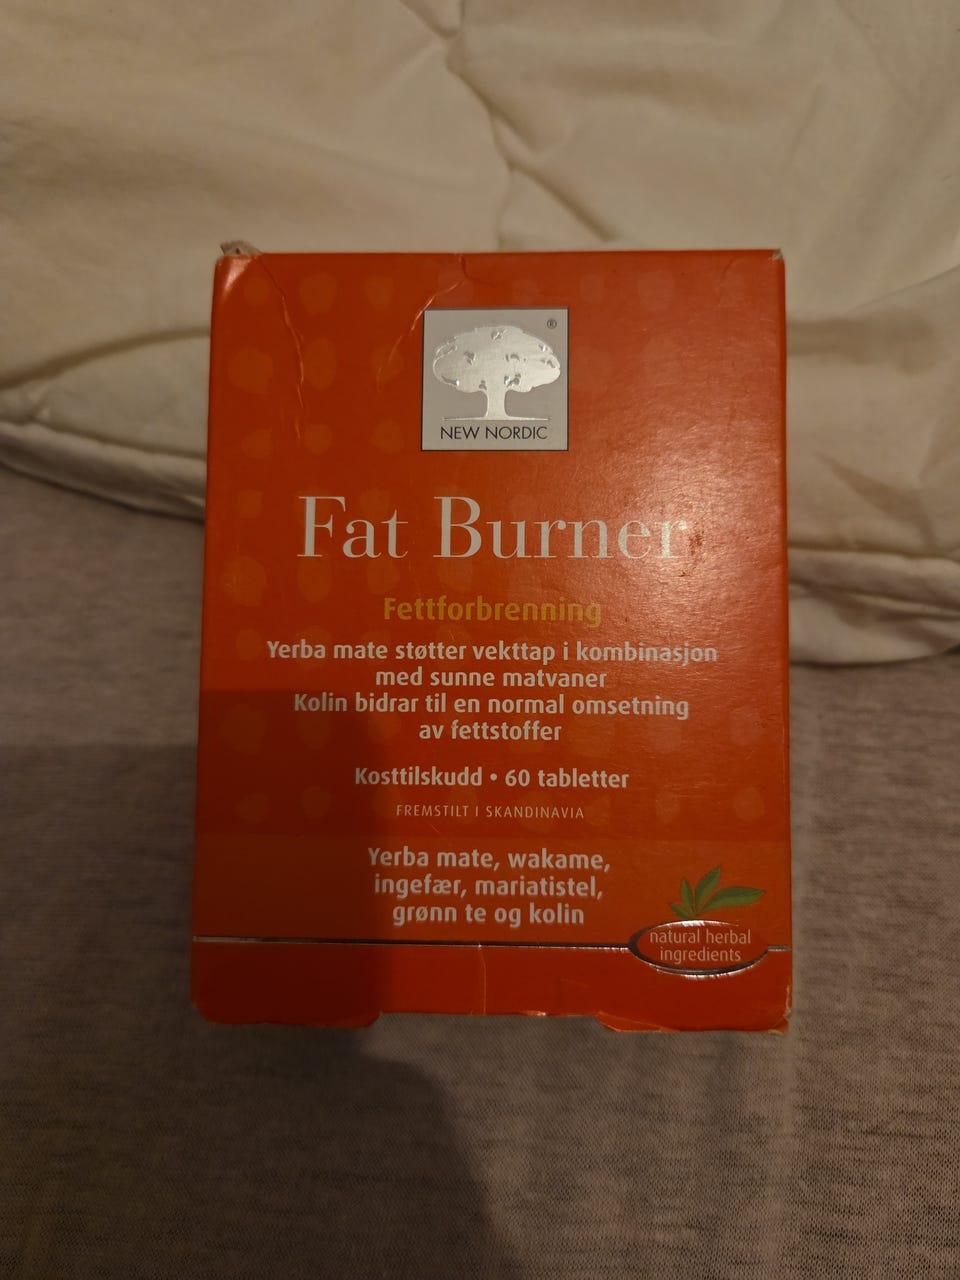 ®
NEW NORDIC
Fat Burner
Fettforbrenning
Yerba mate støtter vekttap i kombinasjon
med sunne matvaner
Kolin bidrar til en normal omsetning
av fettstoffer
Kosttilskudd • 60 tabletter
FREMSTILT I SKANDINAVIA
Yerba mate, wakame,
ingefær, mariatistel,
grønn te og kolin
natural herbal
ingredients